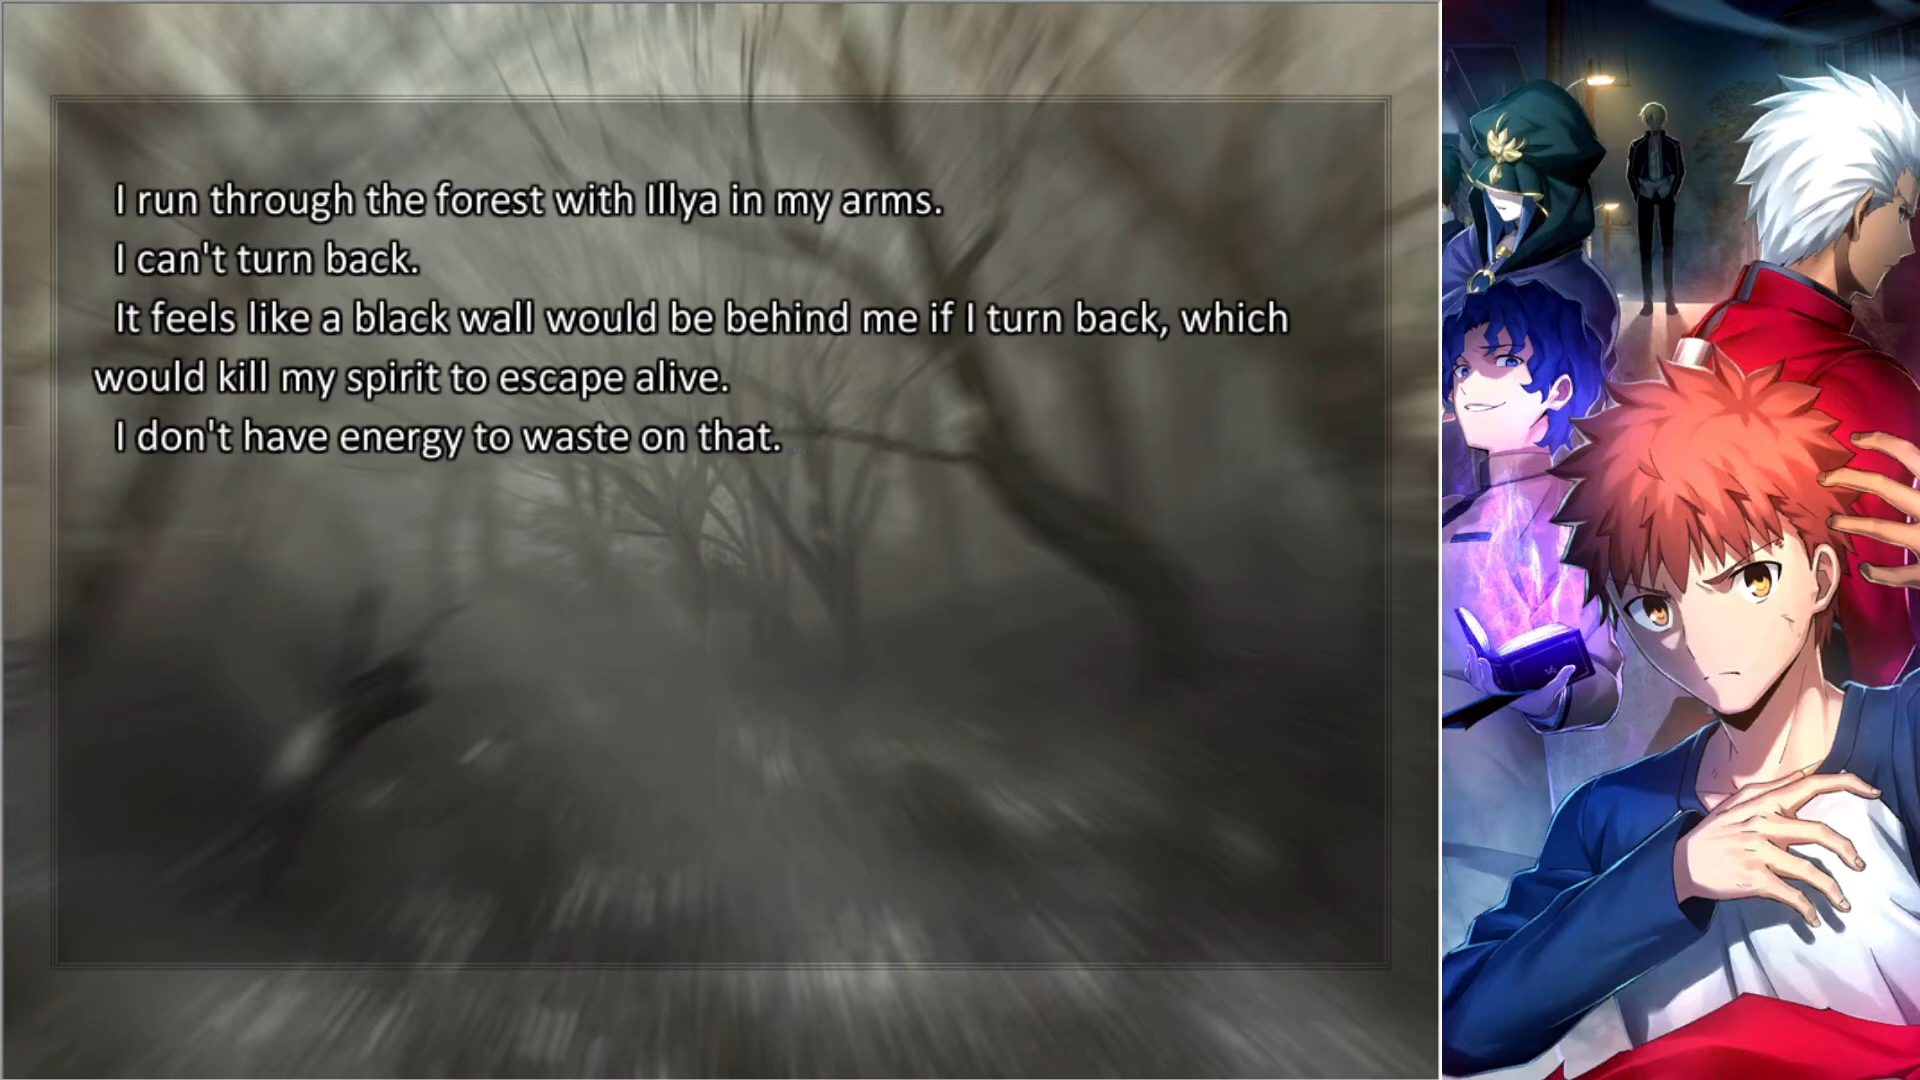 I run through the forest with Illya in my arms.
I can't turn back.
It feels like a black wall would be behind me if I turn back, which
would kill my spirit to escape alive.
I don't have energy to waste on that.